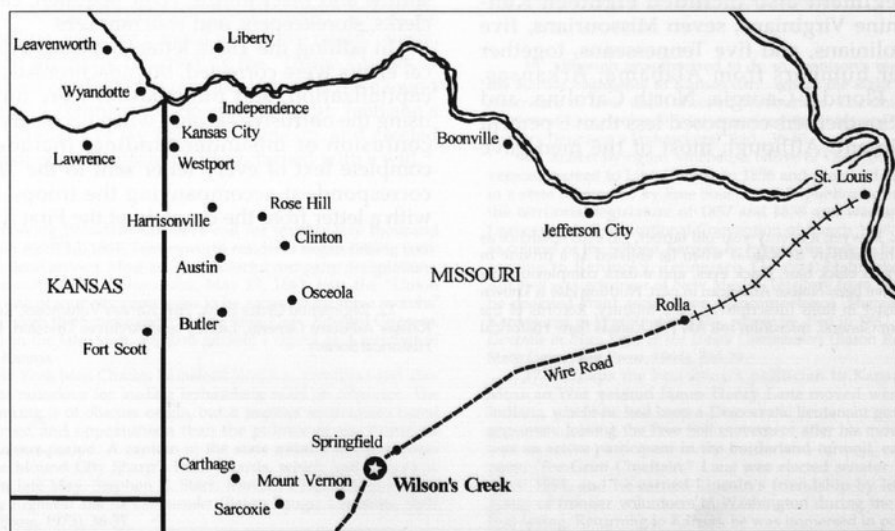 Leavenworth
Liberty
Wyandotte
Independence
Kansas City
Lawrence
Westport
Boonville
St. Louis
Rose Hill
Harrisonville
Jefferson City
Clinton
Austin
KANSAS
MISSOURI
Osceola
Butler
Rolla
Fort Scott
Wire Road
Springfield
Carthage
Mount Vernon
Wilson's Creek
Sarcoxie